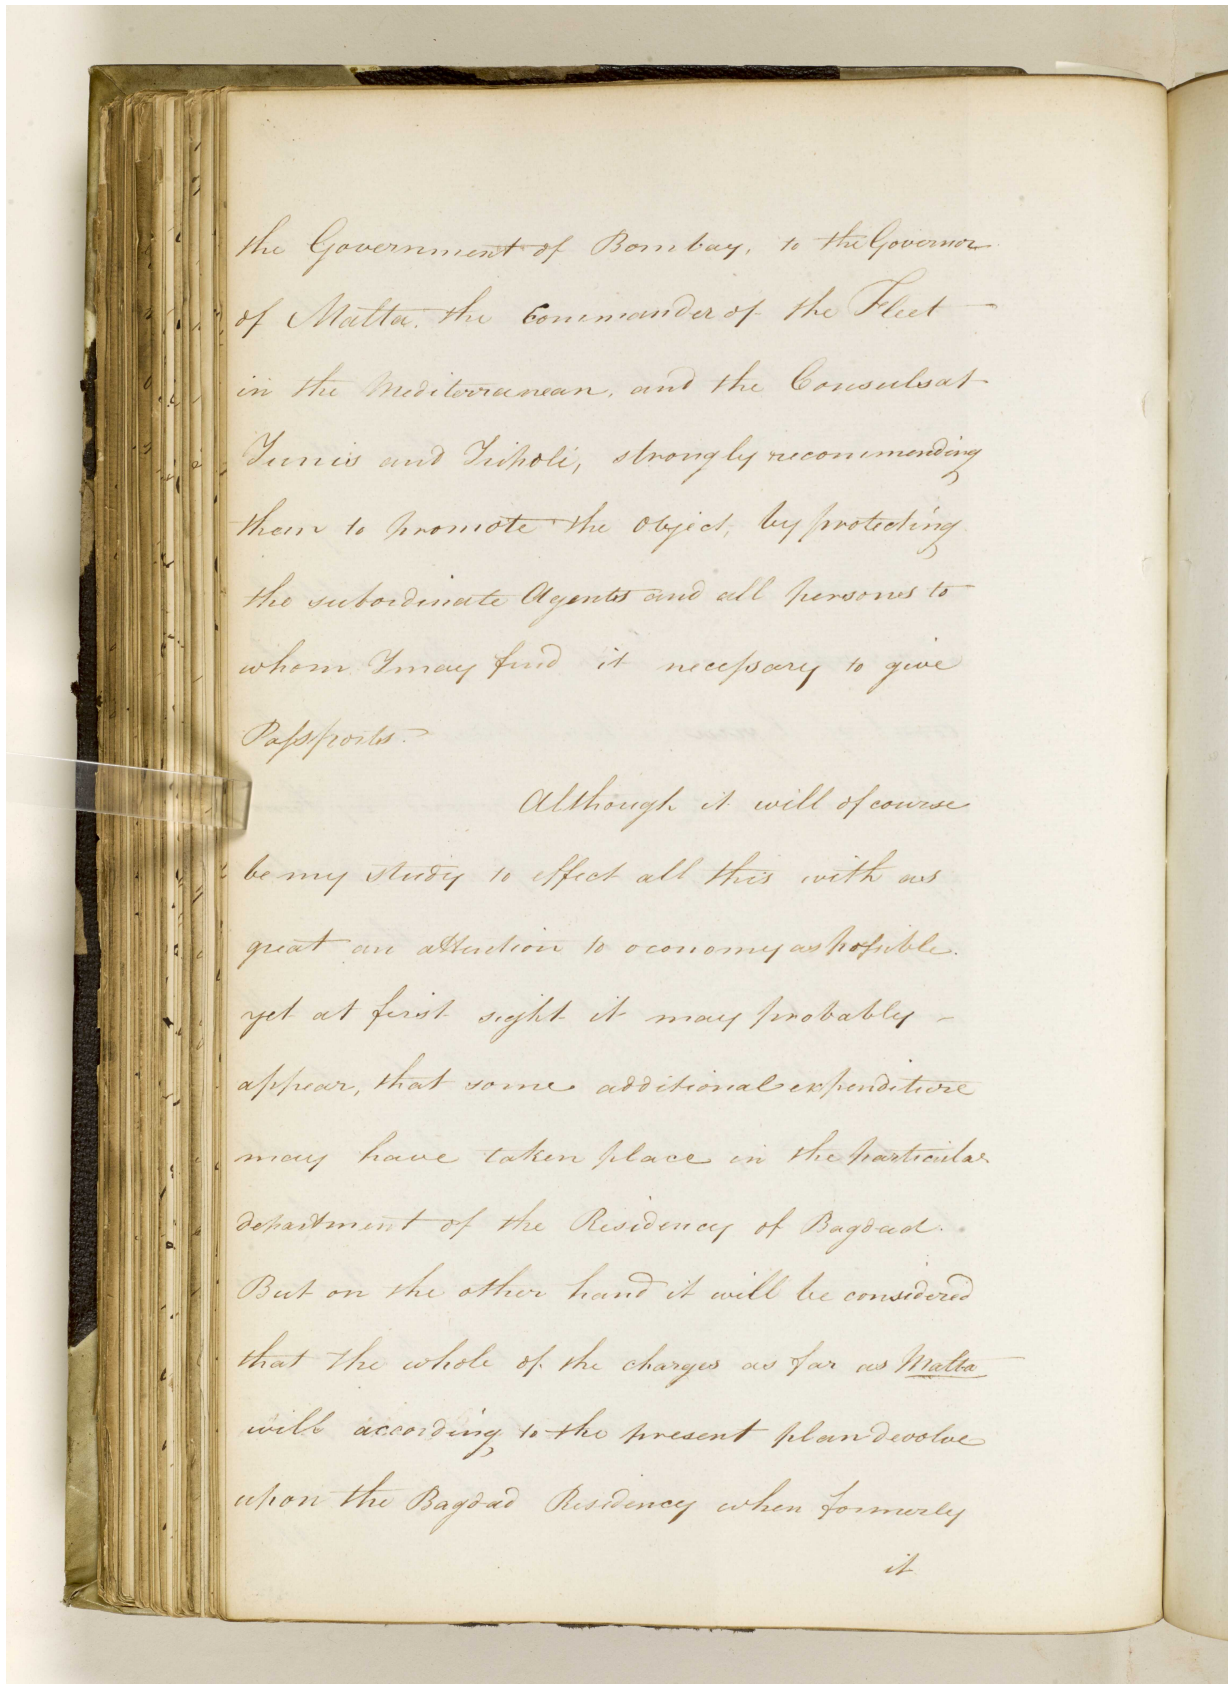 the Government of Bombay, to the Governor
of Malta. the Commander of the Fleet
in the Mediterranean, and the Consuls at
Tunis and Tripoli, strongly recommending
them to promote the object, by protecting
the subordinate Agents and all persons to
whom I may find it necessary to give
Passports.
Although it will of course
be my study to effect all this with as
great an attention to oconomy as possible.
yet at first sight it may probably
appear, that some additional expenditure
may have taken place in the particular
department of the Residency of Bagdad.
But on the other hand it will be considered
that the whole of the charges as far as Malta
will according to the present plan devolve
upon the Bagdad Residency when formerly
it